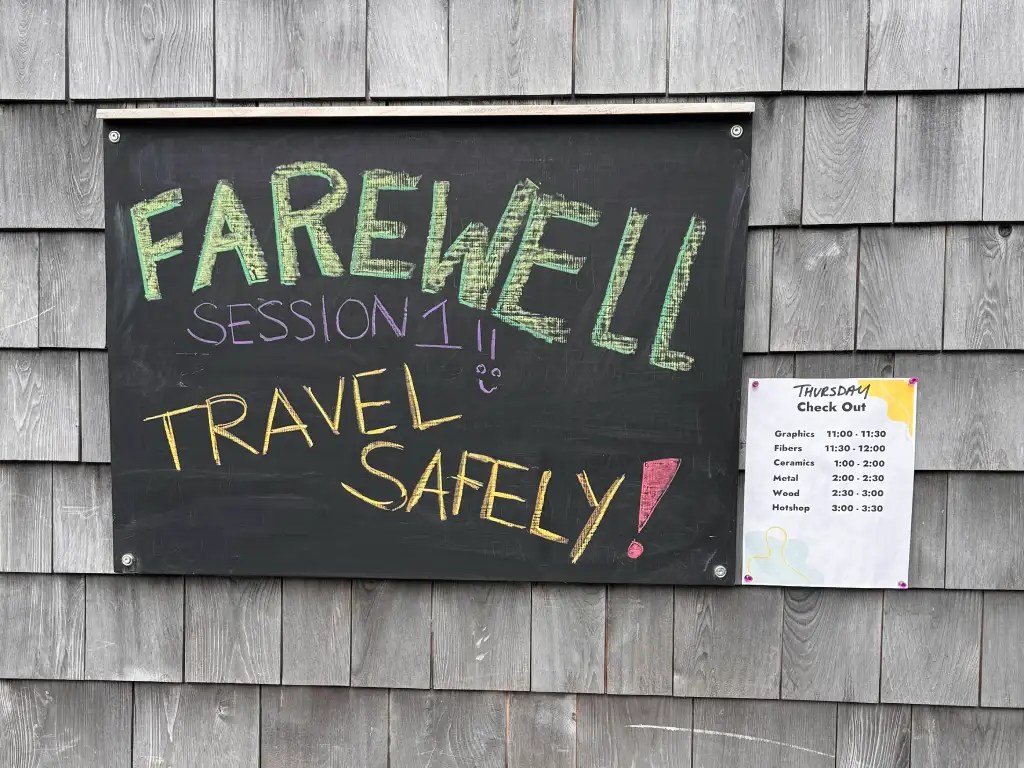 FAREWELL
SESSION 1 !!
TRAVEL
SAFELY!
THURSDAY
Check Out
Graphics 11:00 - 11:30
Fibers 11:30 - 12:00
Ceramics 1:00 - 2:00
Metal 2:00 - 2:30
Wood 2:30 - 3:00
Hotshop 3:00 - 3:30